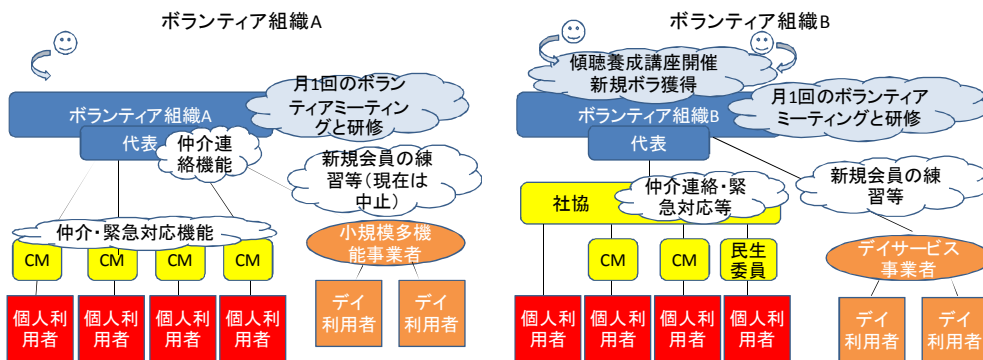 ボランティア組織A
月1回のボラン
ティアミーティン
グと研修
ボランティア組織A
代表
仲介連
絡機能
新規会員の練
習等(現在は
中止)
仲介・緊急対応機能
小規模多機
能事業者
CM
CM
CM
CM
個人利
用者
個人利
用者
個人利
用者
個人利
用者
デイ
利用者
デイ
利用者
ボランティア組織B
傾聴養成講座開催
新規ボラ獲得
月1回のボランティア
ミーティングと研修
ボランティア組織B
代表
新規会員の練
習等
社協
仲介連絡・緊
急対応等
デイサービス
事業者
CM
CM
民生
委員
個人利
用者
個人利
用者
個人利
用者
個人利
用者
デイ
利用者
デイ
利用者